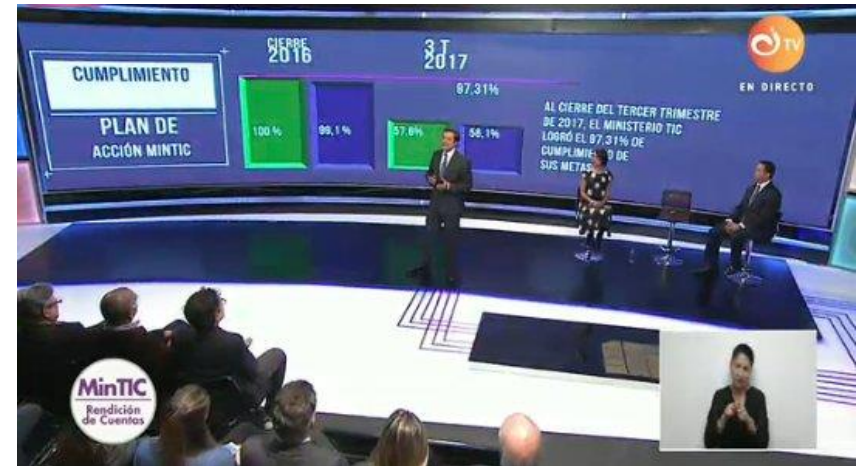 CUMPLIMIENTO
PLAN DE
ACCIÓN MINTIC
CIERRE
2016
3 T
2017
97,31%
100 %
99,1 %
57,6%
56,1%
AL CIERRE DEL TERCER TRIMESTRE
DE 2017, EL MINISTERIO TIC
LOGRÓ EL 97,31% DE
CUMPLIMIENTO DE
SUS METAS
TV
EN DIRECTO
MinTIC
Rendición
de Cuentas